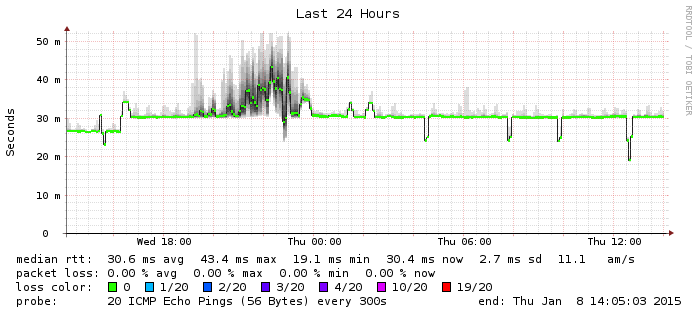 Last 24 Hours
RRDTOOL / TOBI OETIKER
Seconds
50 m
40 m
30 m
20 m
10 m
0
Wed 18:00 Thu 00:00 Thu 06:00 Thu 12:00
median rtt: 30.6 ms avg 43.4 ms max 19.1 ms min 30.4 ms now 2.7 ms sd 11.1 am/s
packet loss: 0.00 % avg 0.00 % max 0.00 % min 0.00 % now
loss color: 0 1/20 2/20 3/20 4/20 10/20 19/20
probe: 20 ICMP Echo Pings (56 Bytes) every 300s end: Thu Jan 8 14:05:03 2015